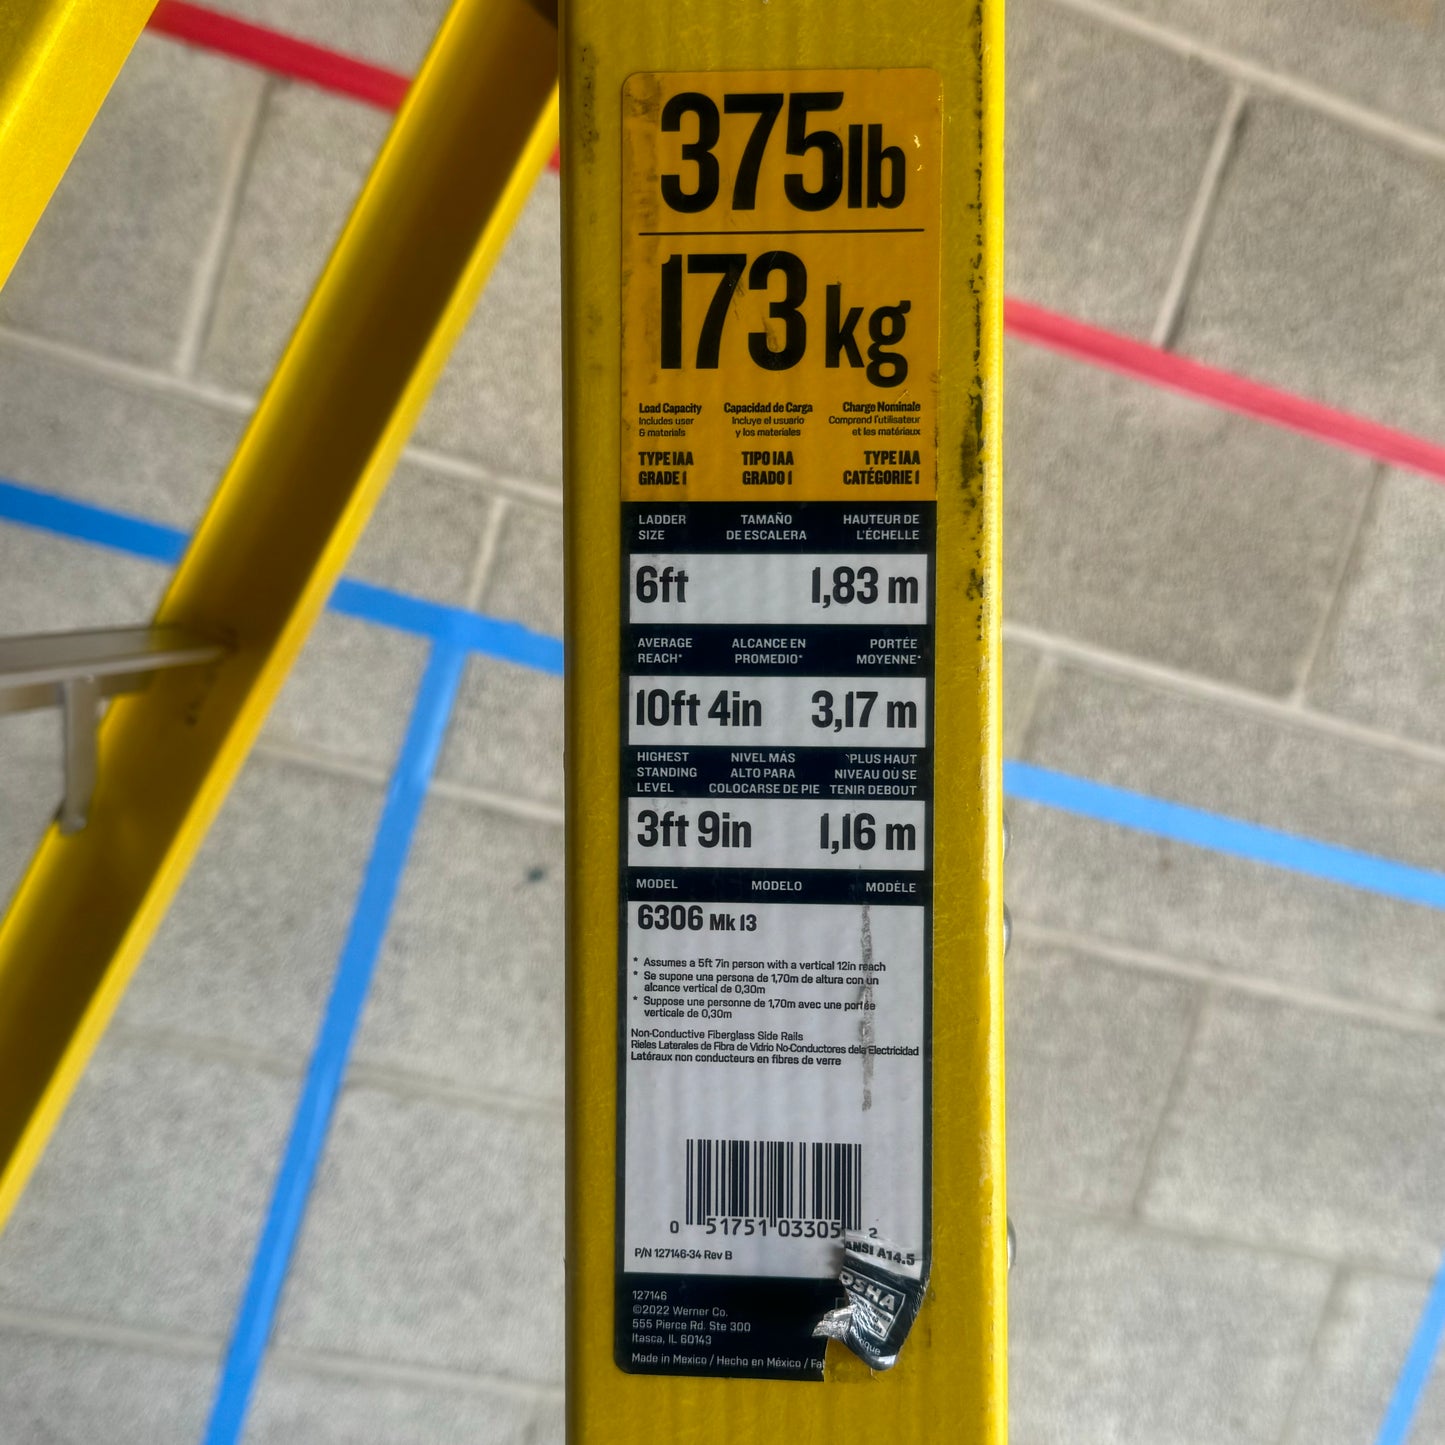 375lb
173 kg
Load Capacity Capacidad de Carga Charge Nominale
Includes user Incluye el usuario Comprend l'utilisateur
& materials y los materiales et les matériaux
TYPE IAA TIPO IAA TYPE IAA
GRADE 1 GRADO 1 CATÉGORIE 1
LADDER TAMAÑO HAUTEUR DE
SIZE DE ESCALERA L'ÉCHELLE
6ft 1,83 m
AVERAGE ALCANCE EN PORTÉE
REACH* PROMEDIO* MOYENNE*
10ft 4in 3,17 m
HIGHEST NIVEL MÁS PLUS HAUT
STANDING ALTO PARA NIVEAU OÙ SE
LEVEL COLOCARSE DE PIE TENIR DEBOUT
3ft 9in 1,16 m
MODEL MODELO MODÈLE
6306 Mk 13
* Assumes a 5ft 7in person with a vertical 12in reach
* Se supone una persona de 1,70m de altura con un
alcance vertical de 0,30m
* Suppose une personne de 1,70m avec une portée
verticale de 0,30m
Non-Conductive Fiberglass Side Rails
Rieles Laterales de Fibra de Vidrio No-Conductores dela Electricidad
Latéraux non conducteurs en fibres de verre
0 51751 03305 2
P/N 127146-34 Rev B
ANSI A14.5
OSHA
127146
©2022 Werner Co.
555 Pierce Rd. Ste 300
Itasca, IL 60143
Made in Mexico / Hecho en México /